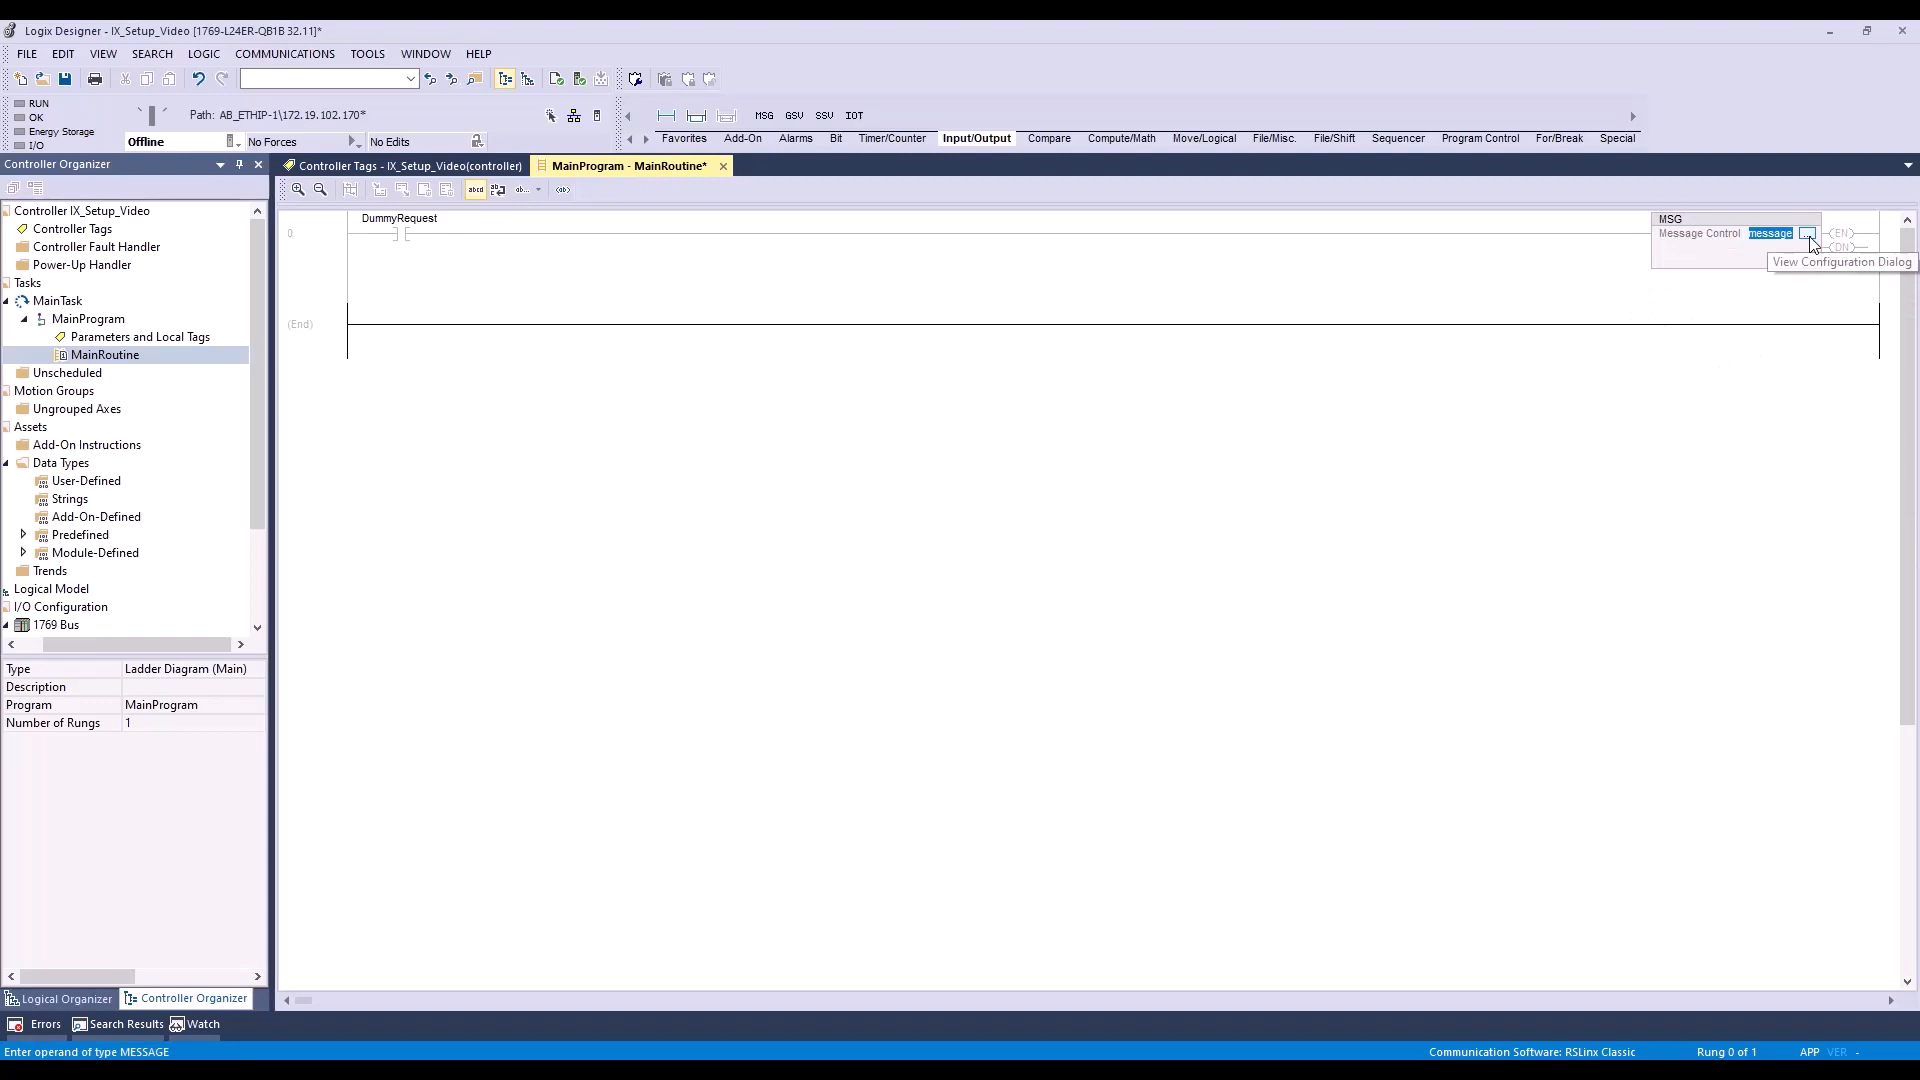 Logix Designer - IX_Setup_Video [1769-L24ER-QB1B 32.11]*
FILE EDIT VIEW SEARCH LOGIC COMMUNICATIONS TOOLS WINDOW HELP
RUN
OK
Energy Storage
I/O
Path: AB_ETHIP-1\172.19.102.170*
Offline
No Forces
No Edits
MSG GSV SSV IOT
Favorites Add-On Alarms Bit Timer/Counter Input/Output Compare Compute/Math Move/Logical File/Misc. File/Shift Sequencer Program Control For/Break Special
Controller Organizer
Controller IX_Setup_Video
Controller Tags
Controller Fault Handler
Power-Up Handler
Tasks
MainTask
MainProgram
Parameters and Local Tags
MainRoutine
Unscheduled
Motion Groups
Ungrouped Axes
Assets
Add-On Instructions
Data Types
User-Defined
Strings
Add-On-Defined
Predefined
Module-Defined
Trends
Logical Model
I/O Configuration
1769 Bus
Type Ladder Diagram (Main)
Description
Program MainProgram
Number of Rungs 1
Logical Organizer
Controller Organizer
Controller Tags - IX_Setup_Video(controller)
MainProgram - MainRoutine*
abcd
ab...
DummyRequest
0
MSG
Message Control message ...
(EN)
(DN)
View Configuration Dialog
(End)
Errors Search Results Watch
Enter operand of type MESSAGE
Communication Software: RSLinx Classic
Rung 0 of 1
APP VER -